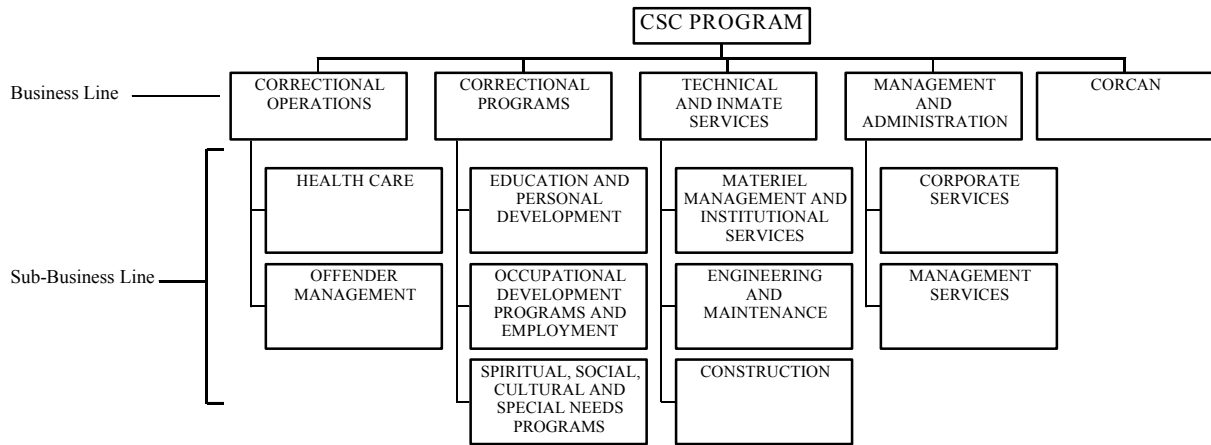 CSC PROGRAM
Business Line
CORRECTIONAL
OPERATIONS
CORRECTIONAL
PROGRAMS
TECHNICAL
AND INMATE
SERVICES
MANAGEMENT
AND
ADMINISTRATION
CORCAN
Sub-Business Line
HEALTH CARE
EDUCATION AND
PERSONAL
DEVELOPMENT
MATERIEL
MANAGEMENT AND
INSTITUTIONAL
SERVICES
CORPORATE
SERVICES
OFFENDER
MANAGEMENT
OCCUPATIONAL
DEVELOPMENT
PROGRAMS AND
EMPLOYMENT
ENGINEERING
AND
MAINTENANCE
MANAGEMENT
SERVICES
SPIRITUAL, SOCIAL,
CULTURAL AND
SPECIAL NEEDS
PROGRAMS
CONSTRUCTION